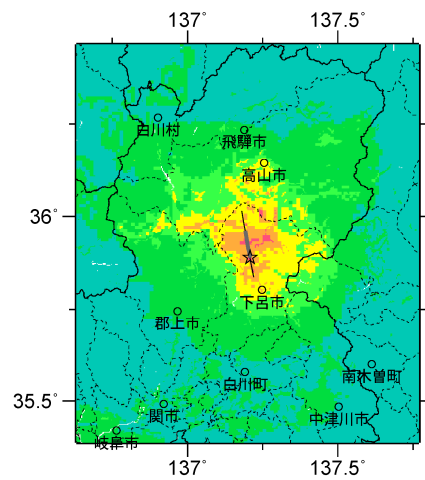 137° 137.5°
白川村
飛騨市
高山市
36°
下呂市
郡上市
白川町
南木曽町
35.5°
関市
中津川市
岐阜市
137° 137.5°